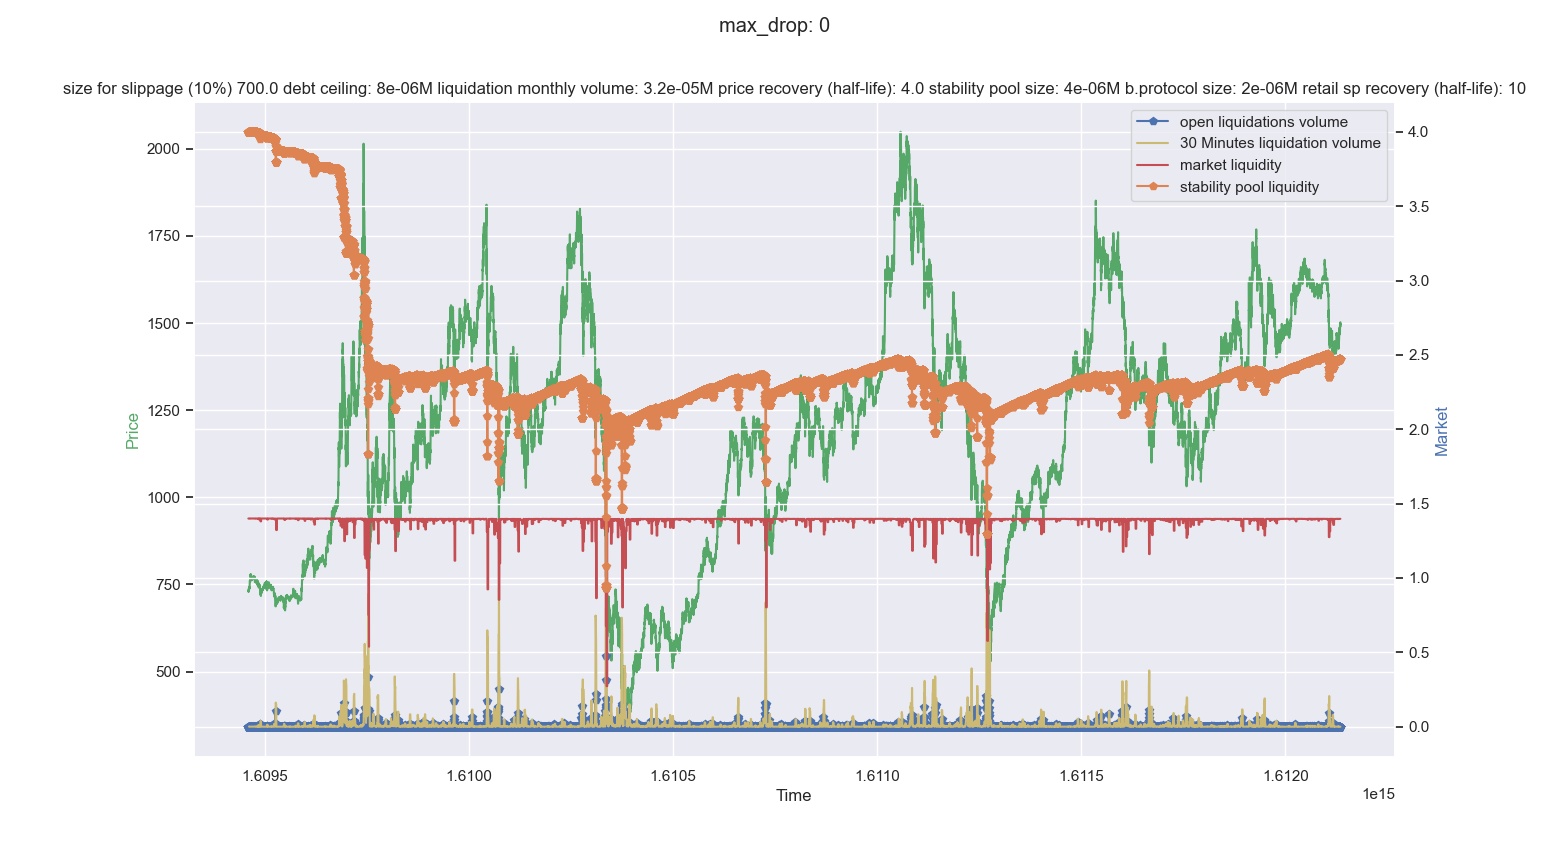 max_drop: 0
size for slippage (10%) 700.0 debt ceiling: 8e-06M liquidation monthly volume: 3.2e-05M price recovery (half-life): 4.0 stability pool size: 4e-06M b.protocol size: 2e-06M retail sp recovery (half-life): 10
open liquidations volume
30 Minutes liquidation volume
market liquidity
stability pool liquidity
2000
1750
1500
1250
1000
750
500
Price
4.0
3.5
3.0
2.5
2.0
1.5
1.0
0.5
0.0
Market
1.6095
1.6100
1.6105
1.6110
1.6115
1.6120
Time
1e15